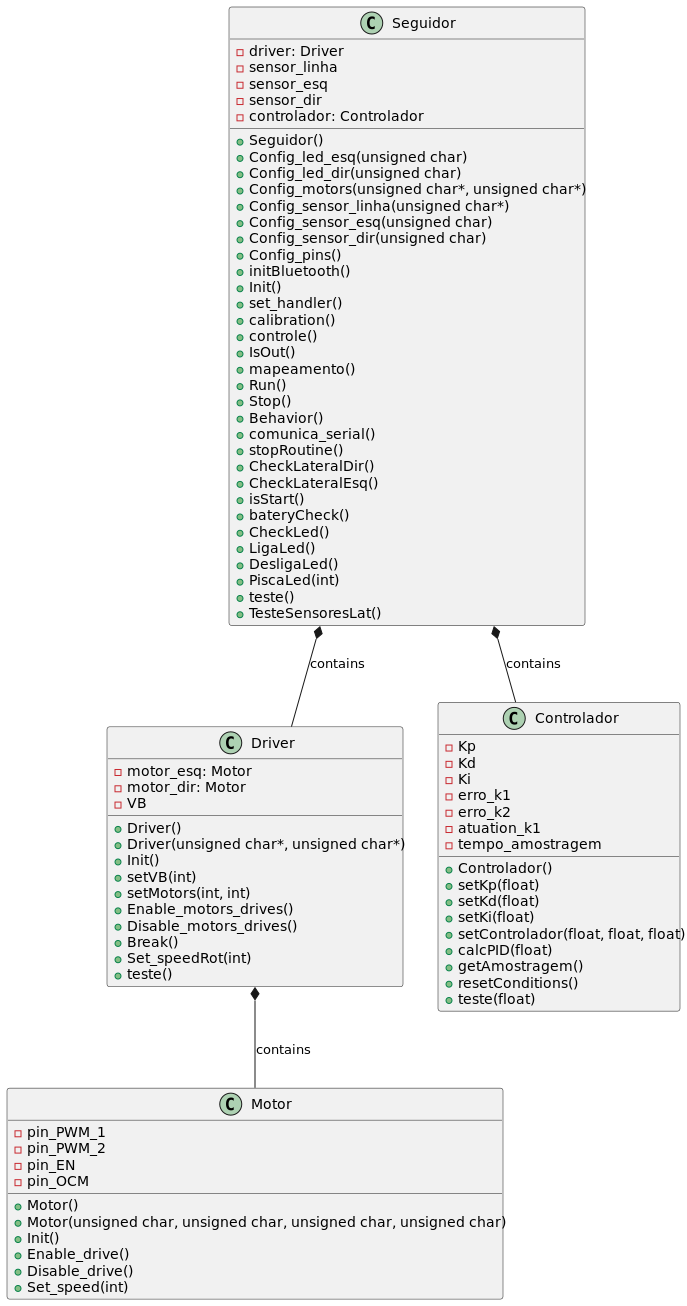 C Seguidor
driver: Driver
sensor_linha
sensor_esq
sensor_dir
controlador: Controlador
Seguidor()
Config_led_esq(unsigned char)
Config_led_dir(unsigned char)
Config_motors(unsigned char*, unsigned char*)
Config_sensor_linha(unsigned char*)
Config_sensor_esq(unsigned char)
Config_sensor_dir(unsigned char)
Config_pins()
initBluetooth()
Init()
set_handler()
calibration()
controle()
IsOut()
mapeamento()
Run()
Stop()
Behavior()
comunica_serial()
stopRoutine()
CheckLateralDir()
CheckLateralEsq()
isStart()
bateryCheck()
CheckLed()
LigaLed()
DesligaLed()
PiscaLed(int)
teste()
TesteSensoresLat()
contains
contains
C Driver
motor_esq: Motor
motor_dir: Motor
VB
Driver()
Driver(unsigned char*, unsigned char*)
Init()
setVB(int)
setMotors(int, int)
Enable_motors_drives()
Disable_motors_drives()
Break()
Set_speedRot(int)
teste()
C Controlador
Kp
Kd
Ki
erro_k1
erro_k2
atuation_k1
tempo_amostragem
Controlador()
setKp(float)
setKd(float)
setKi(float)
setControlador(float, float, float)
calcPID(float)
getAmostragem()
resetConditions()
teste(float)
contains
C Motor
pin_PWM_1
pin_PWM_2
pin_EN
pin_OCM
Motor()
Motor(unsigned char, unsigned char, unsigned char, unsigned char)
Init()
Enable_drive()
Disable_drive()
Set_speed(int)